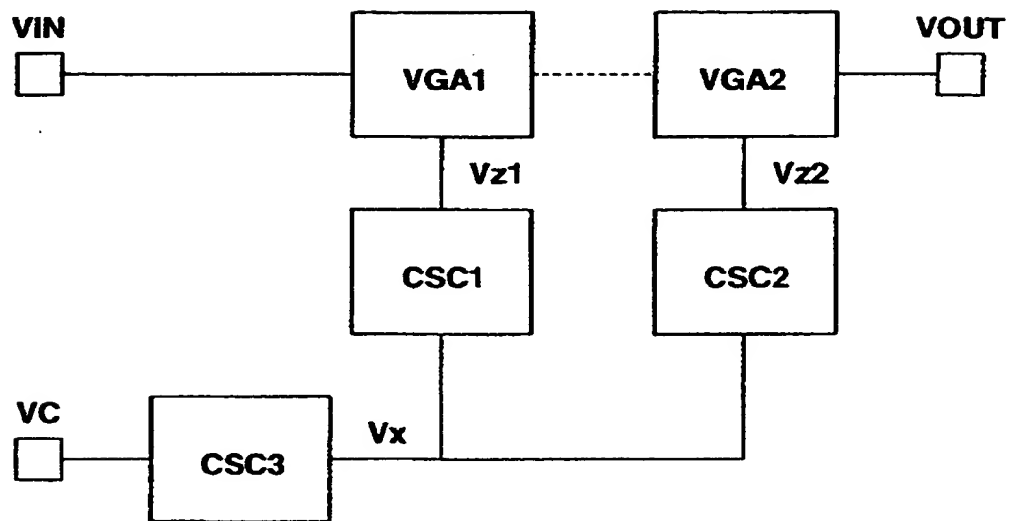 VIN
VOUT
VGA1
VGA2
Vz1
Vz2
CSC1
CSC2
VC
Vx
CSC3